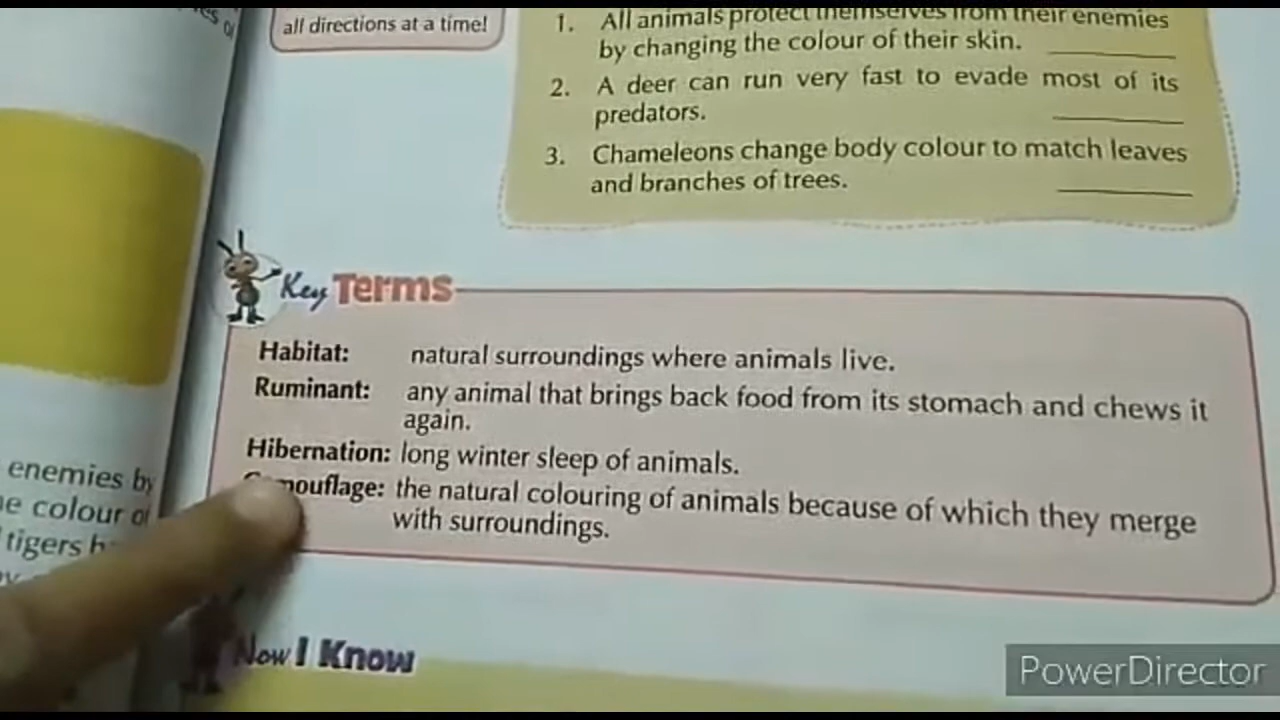 all directions at a time!
1. All animals protect themselves from their enemies
by changing the colour of their skin.
2. A deer can run very fast to evade most of its
predators.
3. Chameleons change body colour to match leaves
and branches of trees.
Key Terms
Habitat: natural surroundings where animals live.
Ruminant: any animal that brings back food from its stomach and chews it
again.
Hibernation: long winter sleep of animals.
Camouflage: the natural colouring of animals because of which they merge
with surroundings.
enemies by
colour of
tigers
Now I Know
PowerDirector